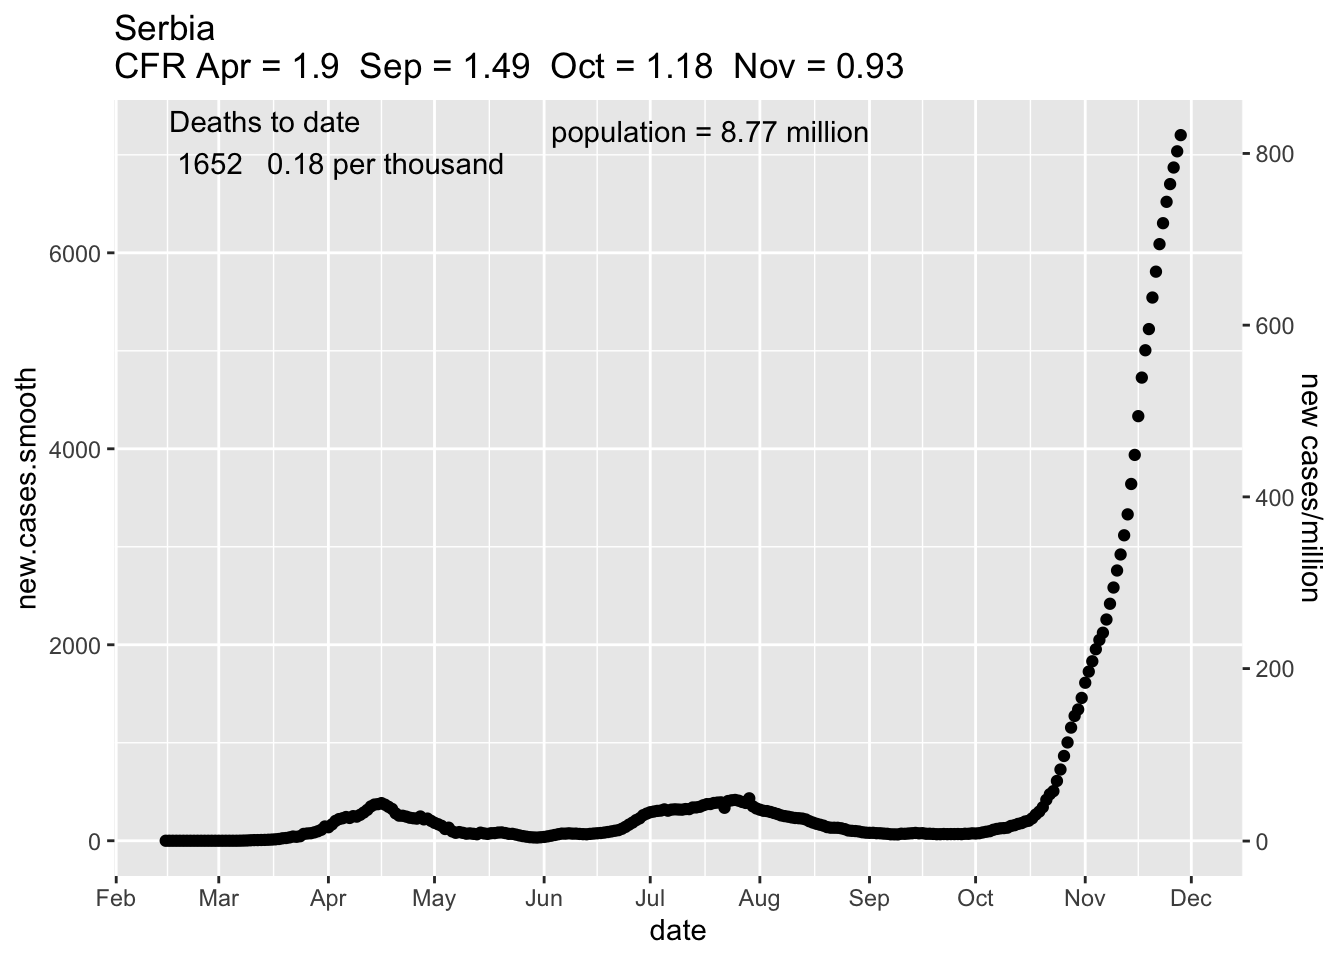 Serbia
CFR Apr = 1.9  Sep = 1.49  Oct = 1.18  Nov = 0.93
Deaths to date
population = 8.77 million
1652   0.18 per thousand
new.cases.smooth
6000
4000
2000
0
800
600
400
200
0
new cases/million
Feb Mar Apr May Jun Jul Aug Sep Oct Nov Dec
date